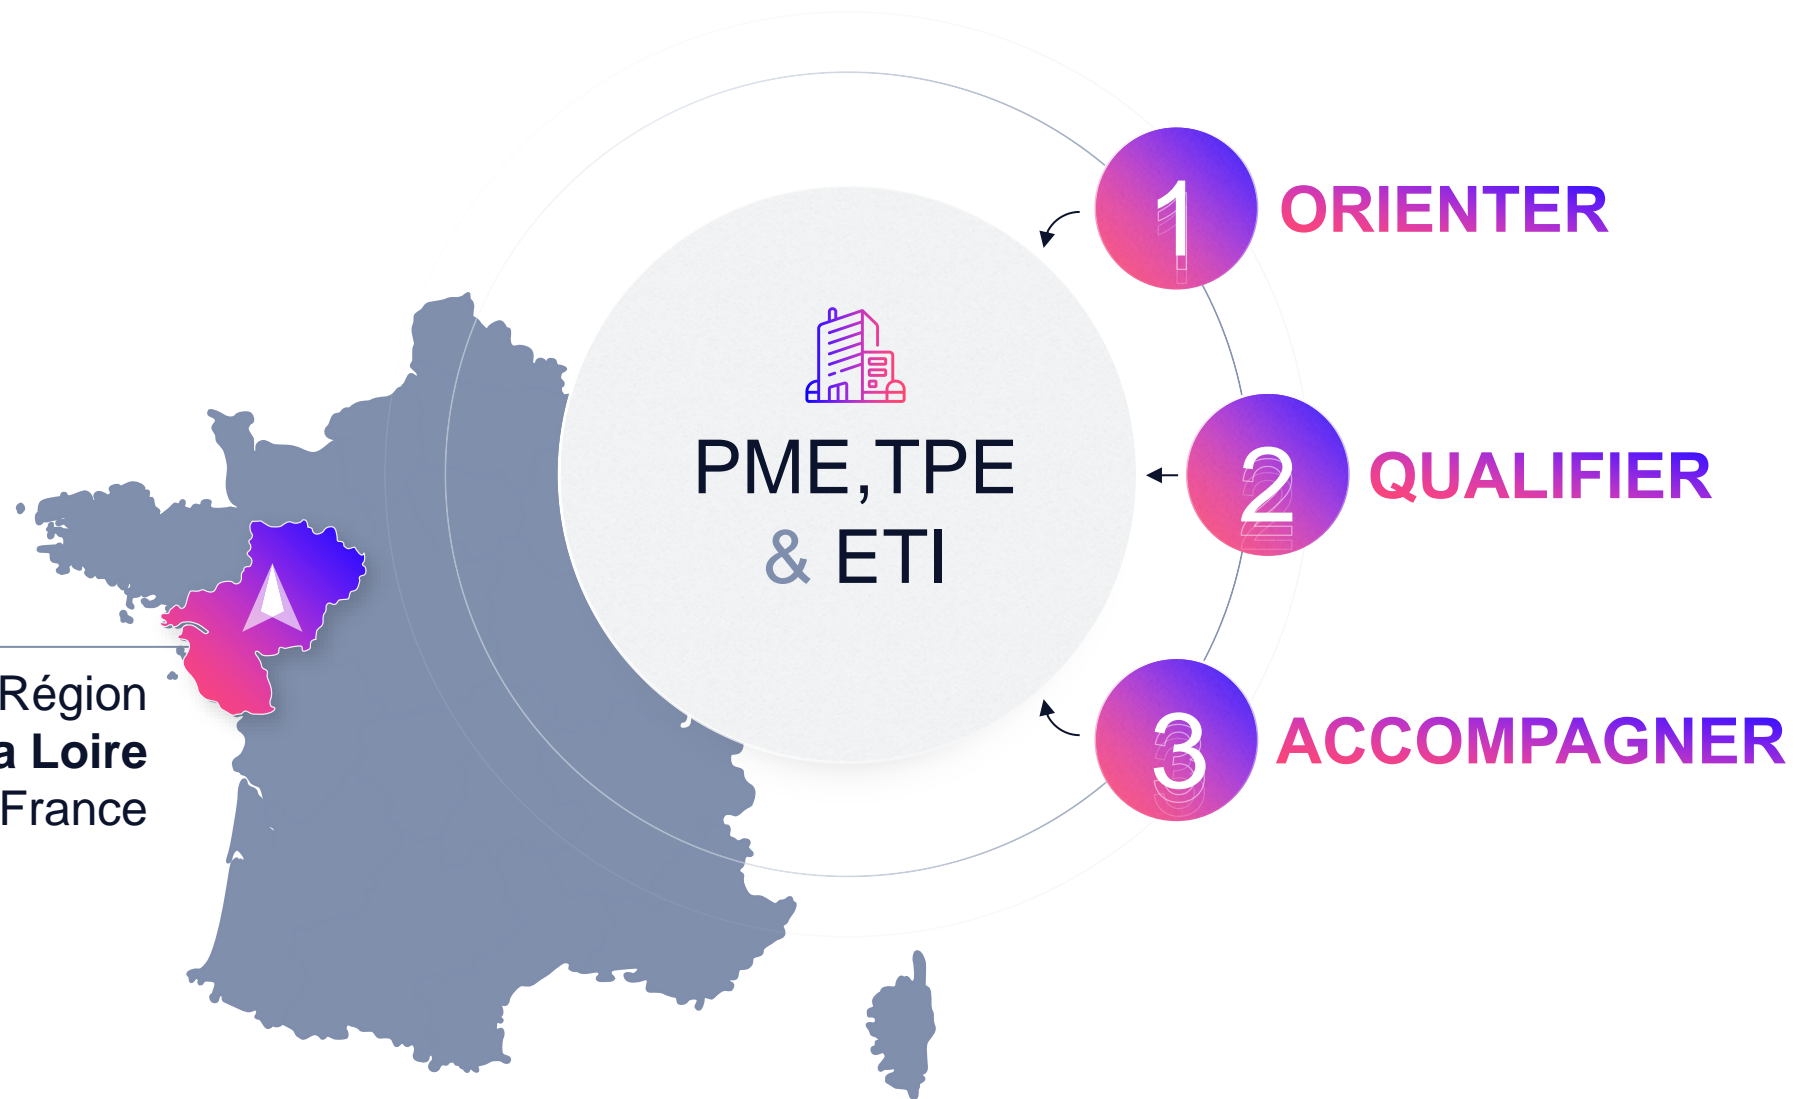 1
ORIENTER
PME,TPE
& ETI
2
QUALIFIER
3
ACCOMPAGNER
Région
a Loire
France